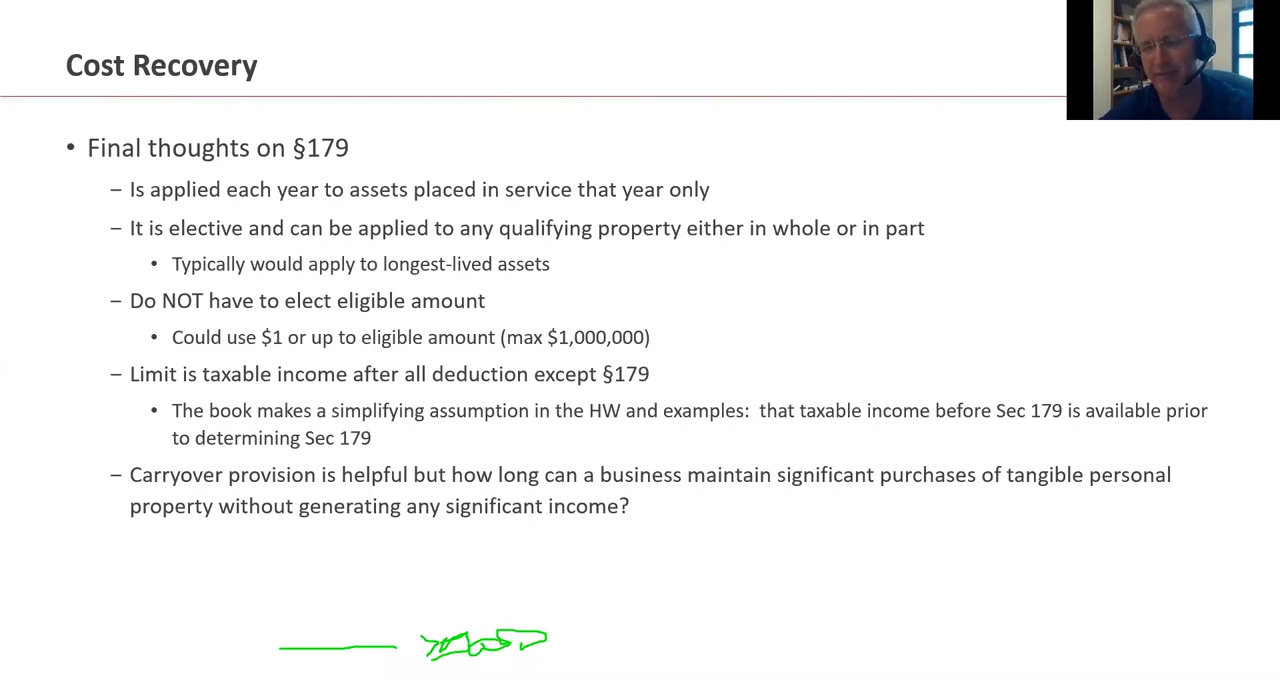 Cost Recovery
• Final thoughts on §179
– Is applied each year to assets placed in service that year only
– It is elective and can be applied to any qualifying property either in whole or in part
• Typically would apply to longest-lived assets
– Do NOT have to elect eligible amount
• Could use $1 or up to eligible amount (max $1,000,000)
– Limit is taxable income after all deduction except §179
• The book makes a simplifying assumption in the HW and examples: that taxable income before Sec 179 is available prior
to determining Sec 179
– Carryover provision is helpful but how long can a business maintain significant purchases of tangible personal
property without generating any significant income?